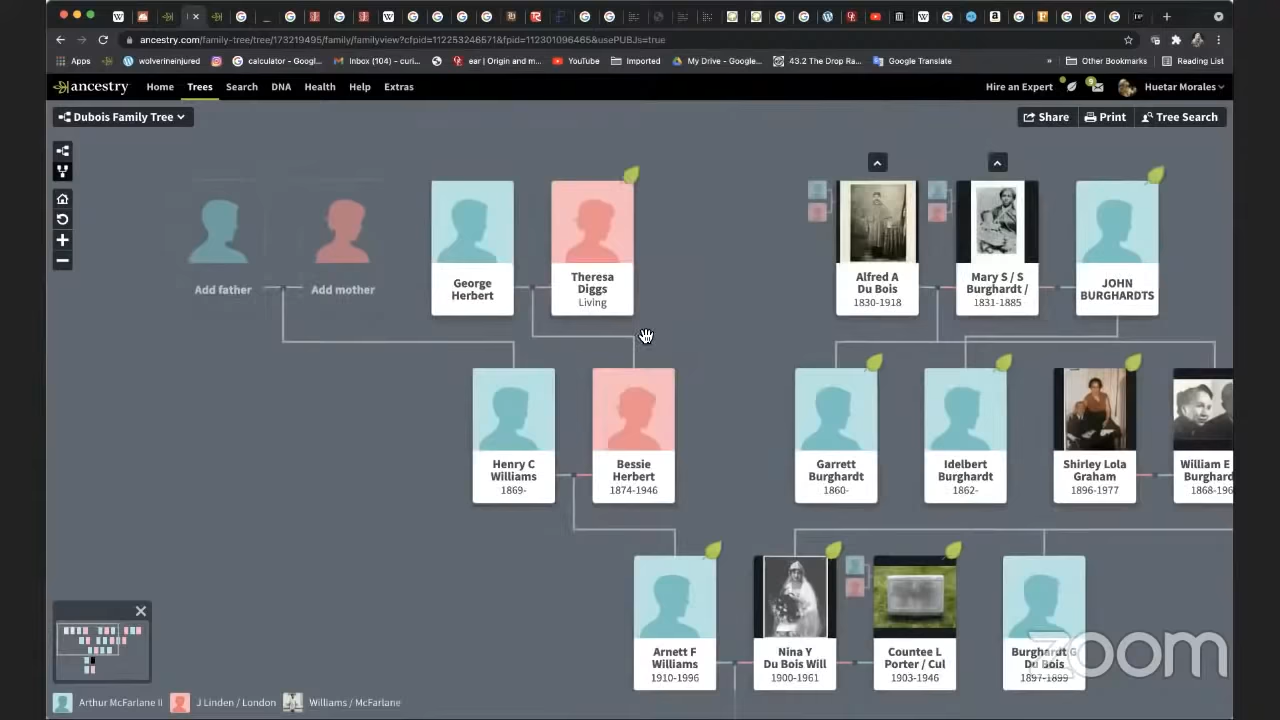 ancestry.com/family-tree/tree/173219495/family/familyview?cfpid=112253246571&fpid=112301096465&usePUBJs=true
Apps
wolverineinjured
calculator - Googl...
Inbox (104) - curi...
ear | Origin and m...
YouTube
Imported
My Drive - Google...
43.2 The Drop Ra...
Google Translate
»
Other Bookmarks
Reading List
ancestry
Home
Trees
Search
DNA
Health
Help
Extras
Hire an Expert
Huetar Morales
Dubois Family Tree
Share
Print
Tree Search
Add father
Add mother
George
Herbert
Theresa
Diggs
Living
Alfred A
Du Bois
1830-1918
Mary S / S
Burghardt /
1831-1885
JOHN
BURGHARDTS
Henry C
Williams
1869-
Bessie
Herbert
1874-1946
Garrett
Burghardt
1860-
Idelbert
Burghardt
1862-
Shirley Lola
Graham
1896-1977
William E
Burghard
1868-196
Arnett F
Williams
1910-1996
Nina Y
Du Bois Will
1900-1961
Countee L
Porter / Cul
1903-1946
Burghardt G
Du Bois
1897-1899
Arthur McFarlane II
J Linden / London
Williams / McFarlane
zoom